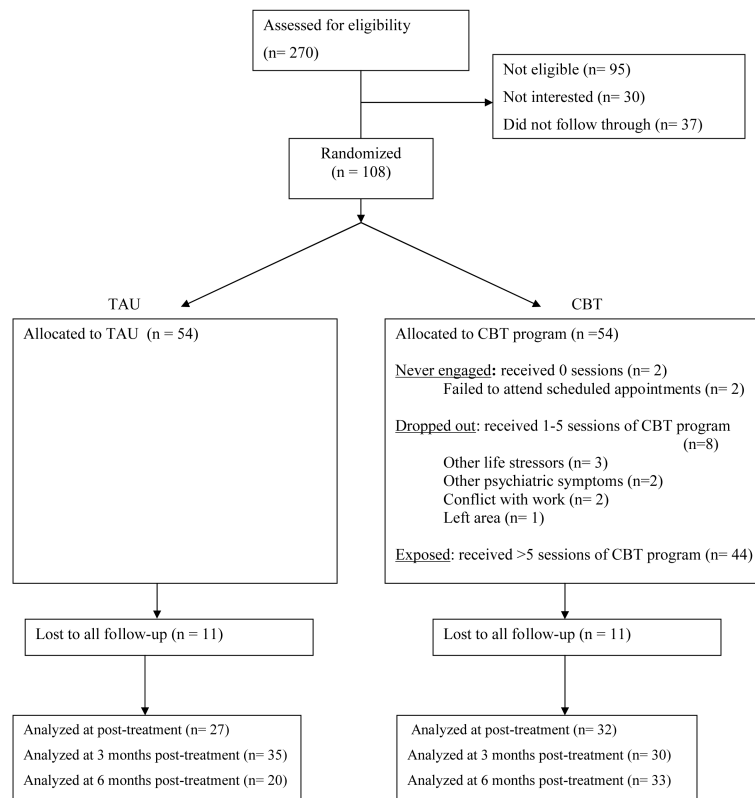 Assessed for eligibility
(n= 270)
Not eligible (n= 95)
Not interested (n= 30)
Did not follow through (n= 37)
Randomized
(n = 108)
TAU
Allocated to TAU (n = 54)
CBT
Allocated to CBT program (n =54)
Never engaged: received 0 sessions (n= 2)
Failed to attend scheduled appointments (n= 2)
Dropped out: received 1-5 sessions of CBT program
(n=8)
Other life stressors (n= 3)
Other psychiatric symptoms (n=2)
Conflict with work (n= 2)
Left area (n= 1)
Exposed: received >5 sessions of CBT program (n= 44)
Lost to all follow-up (n = 11)
Lost to all follow-up (n = 11)
Analyzed at post-treatment (n= 27)
Analyzed at 3 months post-treatment (n= 35)
Analyzed at 6 months post-treatment (n= 20)
Analyzed at post-treatment (n= 32)
Analyzed at 3 months post-treatment (n= 30)
Analyzed at 6 months post-treatment (n= 33)